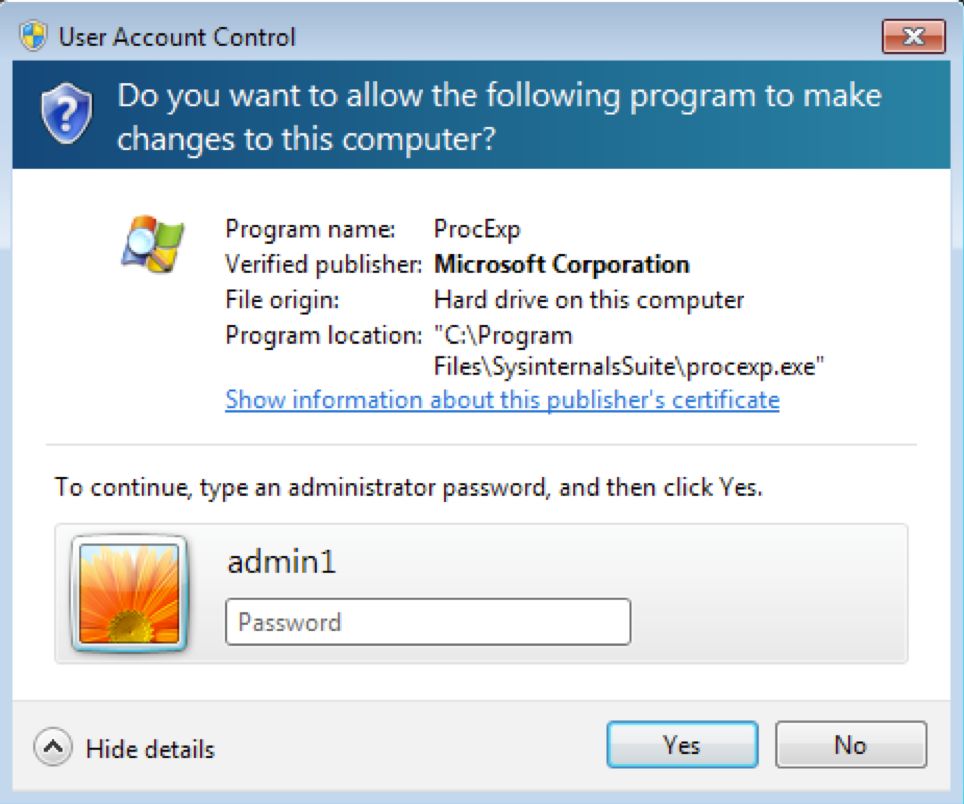 User Account Control
Do you want to allow the following program to make
changes to this computer?
Program name: ProcExp
Verified publisher: Microsoft Corporation
File origin: Hard drive on this computer
Program location: "C:\Program
Files\SysinternalsSuite\procexp.exe"
Show information about this publisher's certificate
To continue, type an administrator password, and then click Yes.
admin1
Password
Hide details
Yes
No